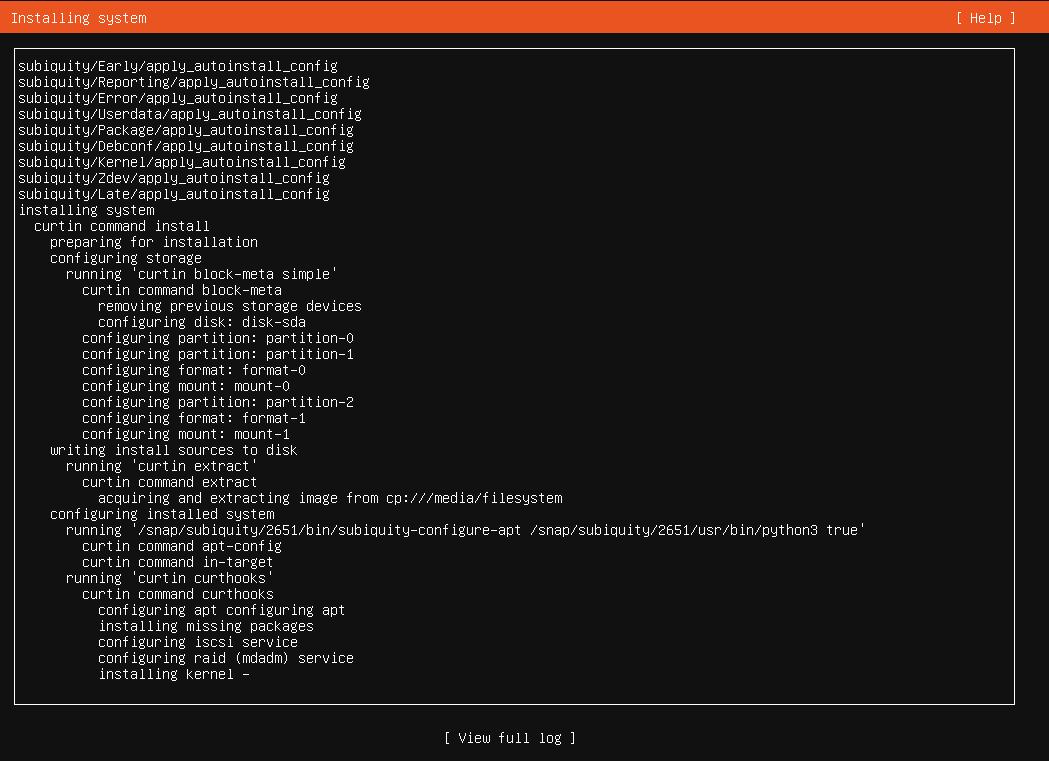 Installing system [ Help ]
subiquity/Early/apply_autoinstall_config
subiquity/Reporting/apply_autoinstall_config
subiquity/Error/apply_autoinstall_config
subiquity/Userdata/apply_autoinstall_config
subiquity/Package/apply_autoinstall_config
subiquity/Debconf/apply_autoinstall_config
subiquity/Kernel/apply_autoinstall_config
subiquity/Zdev/apply_autoinstall_config
subiquity/Late/apply_autoinstall_config
installing system
curtin command install
preparing for installation
configuring storage
running 'curtin block-meta simple'
curtin command block-meta
removing previous storage devices
configuring disk: disk-sda
configuring partition: partition-0
configuring partition: partition-1
configuring format: format-0
configuring mount: mount-0
configuring partition: partition-2
configuring format: format-1
configuring mount: mount-1
writing install sources to disk
running 'curtin extract'
curtin command extract
acquiring and extracting image from cp:///media/filesystem
configuring installed system
running '/snap/subiquity/2651/bin/subiquity-configure-apt /snap/subiquity/2651/usr/bin/python3 true'
curtin command apt-config
curtin command in-target
running 'curtin curthooks'
curtin command curthooks
configuring apt configuring apt
installing missing packages
configuring iscsi service
configuring raid (mdadm) service
installing kernel -
[ View full log ]